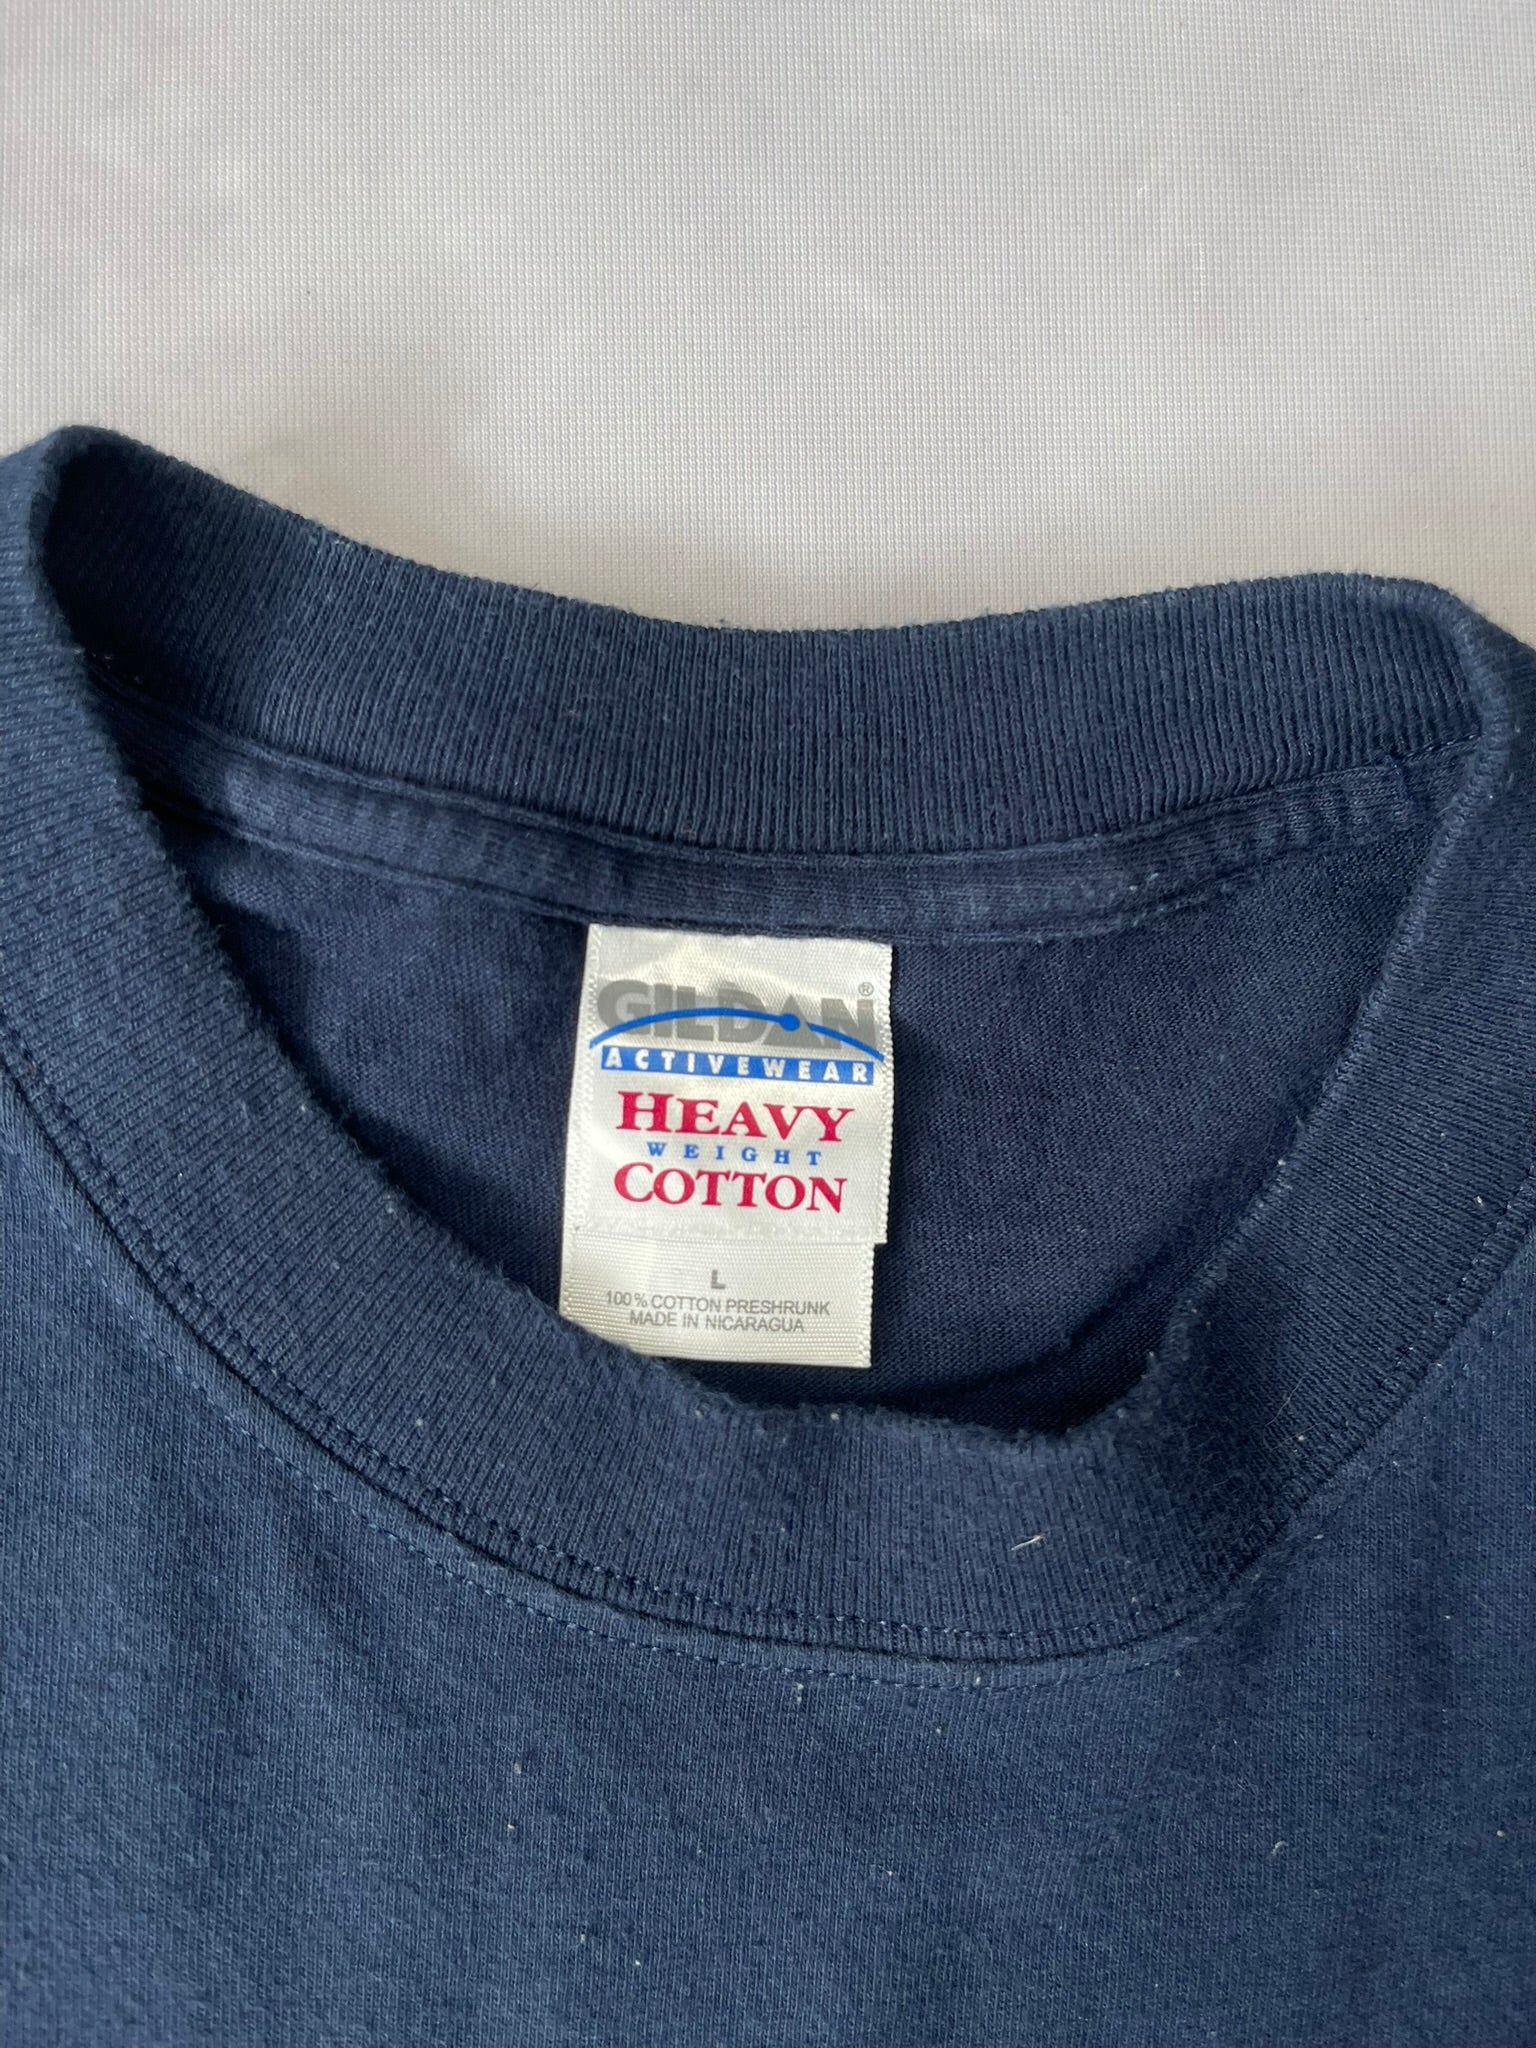 GILDAN®
ACTIVEWEAR
HEAVY
WEIGHT
COTTON
L
100% COTTON PRESHRUNK
MADE IN NICARAGUA